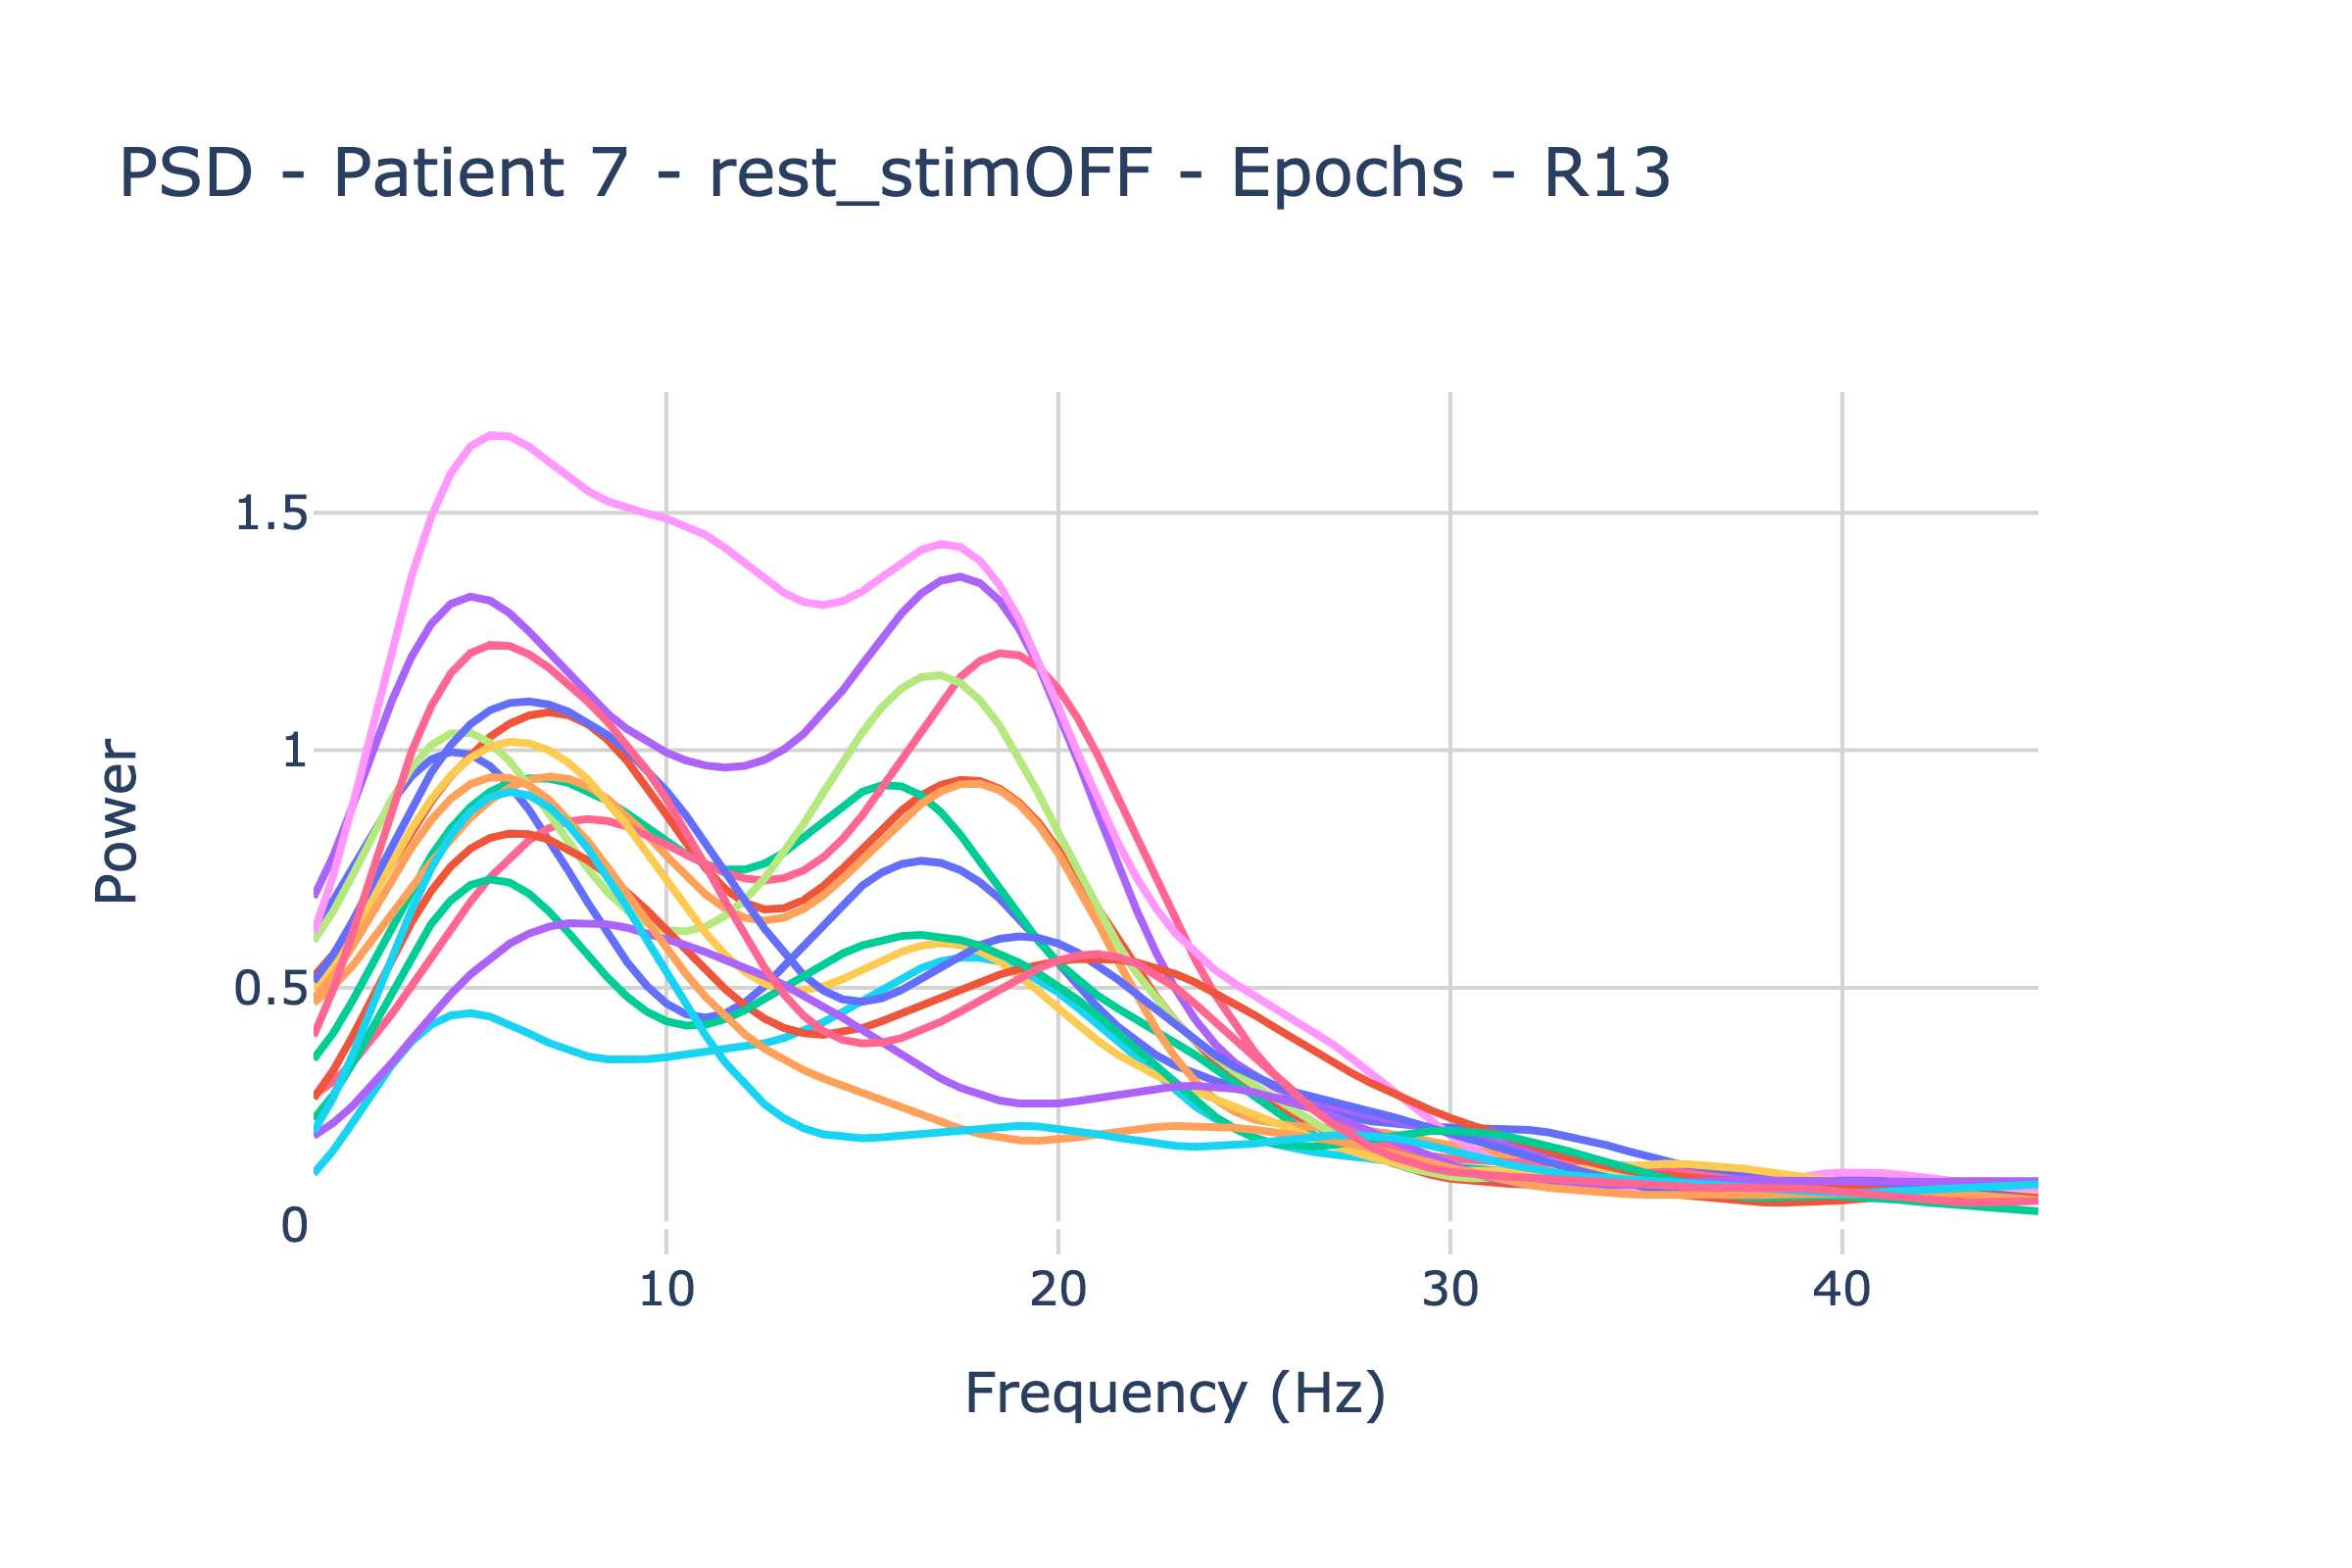 PSD - Patient 7 - rest_stimOFF - Epochs - R13
1.5
1
0.5
0
Power
10 20 30 40
Frequency (Hz)